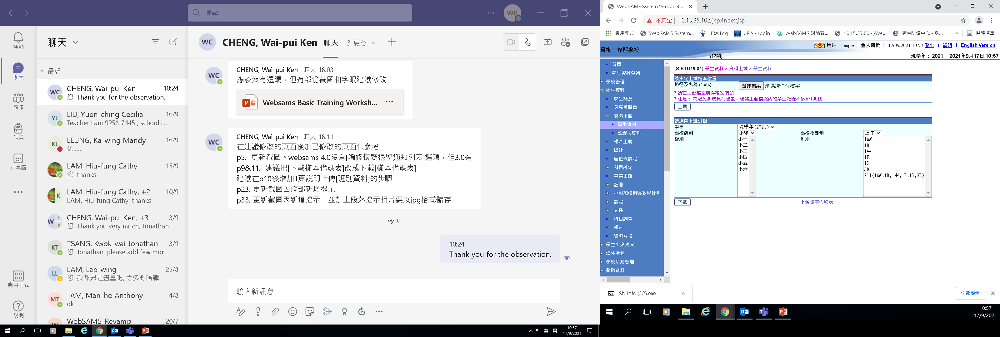 搜尋
WK
活動
聊天
團隊
作業
行事曆
應用程式
說明
聊天
最近
WC
CHENG, Wai-pui Ken 10:24
您: Thank you for the observation.
YL
LIU, Yuen-ching Cecilia 16/9
Teacher Lam 9258-7445 , school i...
KL
LEUNG, Ka-wing Mandy 16/9
係......
LAM, Hiu-fung Cathy 15/9
您: thanks
K
LAM, Hiu-fung Cathy, +2 10/9
LAM, Hiu-fung Cathy: thanks
W Y K
CHENG, Wai-pui Ken, +3 3/9
您: Thank you very much, Jonathan
KT
TSANG, Kwok-wai Jonathan 3/9
您: Jonathan, please add few mor...
LL
LAM, Lap-wing 25/8
您: 我都只是盡量吧, 太多野唔識
MT
TAM, Man-ho Anthony 4/8
ok
WebSAMS_Revamp 20/7
WC
CHENG, Wai-pui Ken 聊天 3 更多
WC
CHENG, Wai-pui Ken 昨天 16:03
應該沒有遺漏，但有部份截圖和字眼建議修改。
Websams Basic Training Worksh...
WC
CHENG, Wai-pui Ken 昨天 16:11
在建議修改的頁面後加已修改的頁面供參考,
p5. 更新截圖。websams 4.0沒有[編修懷疑退學通知列表]選項，但3.0有
p9&11. 建議把[下載樣本代碼表]改成下載[樣本代碼表]
建議在p10後增加1頁說明上傳[班別資料]的步驟
p23. 更新截圖因底部新增提示
p33. 更新截圖因新增提示，並加上段落提示相片要以jpg格式儲存
今天
10:24
Thank you for the observation.
輸入新訊息
英
10:57
17/9/2021
WebSAMS System Version 3.0.
不安全 | 10.15.35.102/jsp/index.jsp
應用程式 WebSAMS System... JIRA Log JIRA - Login WebSAMS 討論區... 10.15.35.60 - /We... 衛生防護中心 - 身... » 閱讀清單
呂祺一條龍學校
(限閱)
用戶： super1 登入時間： 17/09/2021 10:50 登出 | 說明 | English Version
現學年： 2021 2021年9月17日 10:57
首頁
學生資料查詢
學校管理
學生資料
學生概況
身高及體重
資料上載
學生資料
監護人資料
相片上載
學社
座位表設定
科目設定
畢業出路
註冊
小學加強輔導教學計劃
設定
文件
科目調查
報告
資料互換
學生出席資料
課外活動
學校活動管理
獎懲資料
[S-STU16-01] 學生資料 > 資料上載 > 學生資料
請指定上載檔案位置
路徑及名稱 (*.xls) 選擇檔案 未選擇任何檔案
* 請在上載檔案前將檔案關閉
* 注意： 為避免系統負荷過量，建議上載檔案內的學生紀錄不多於100個
上載
請選擇下載班級
學年 現學年(2021)
學校級別 小學 學校授課制 上午
級別 小一 班別 1A#
小二 1B
小三 1中
小四 1F
小五 1G
小六 3D
All(1A#,1B,1中,1F,1G,3D)
下載 下載樣本代碼表
StuInfo (32).exe
全部顯示
10:57
17/9/2021